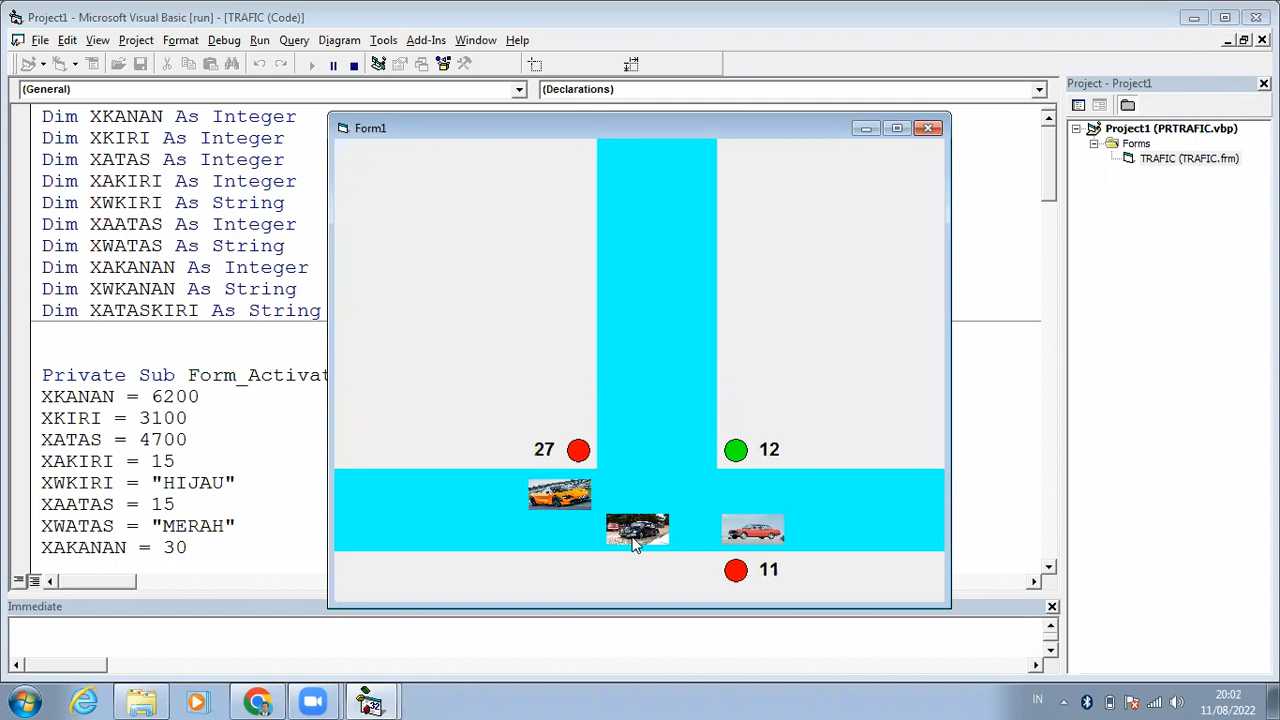 Project1 - Microsoft Visual Basic [run] - [TRAFIC (Code)]
File Edit View Project Format Debug Run Query Diagram Tools Add-Ins Window Help
(General) (Declarations)
Project - Project1
Project1 (PRTRAFIC.vbp)
Forms
TRAFIC (TRAFIC.frm)
Dim XKANAN As Integer
Dim XKIRI As Integer
Dim XATAS As Integer
Dim XAKIRI As Integer
Dim XWKIRI As String
Dim XAATAS As Integer
Dim XWATAS As String
Dim XAKANAN As Integer
Dim XWKANAN As String
Dim XATASKIRI As String
Private Sub Form_Activat
XKANAN = 6200
XKIRI = 3100
XATAS = 4700
XAKIRI = 15
XWKIRI = "HIJAU"
XAATAS = 15
XWATAS = "MERAH"
XAKANAN = 30
Form1
27
12
11
Immediate
32
IN
20:02
11/08/2022